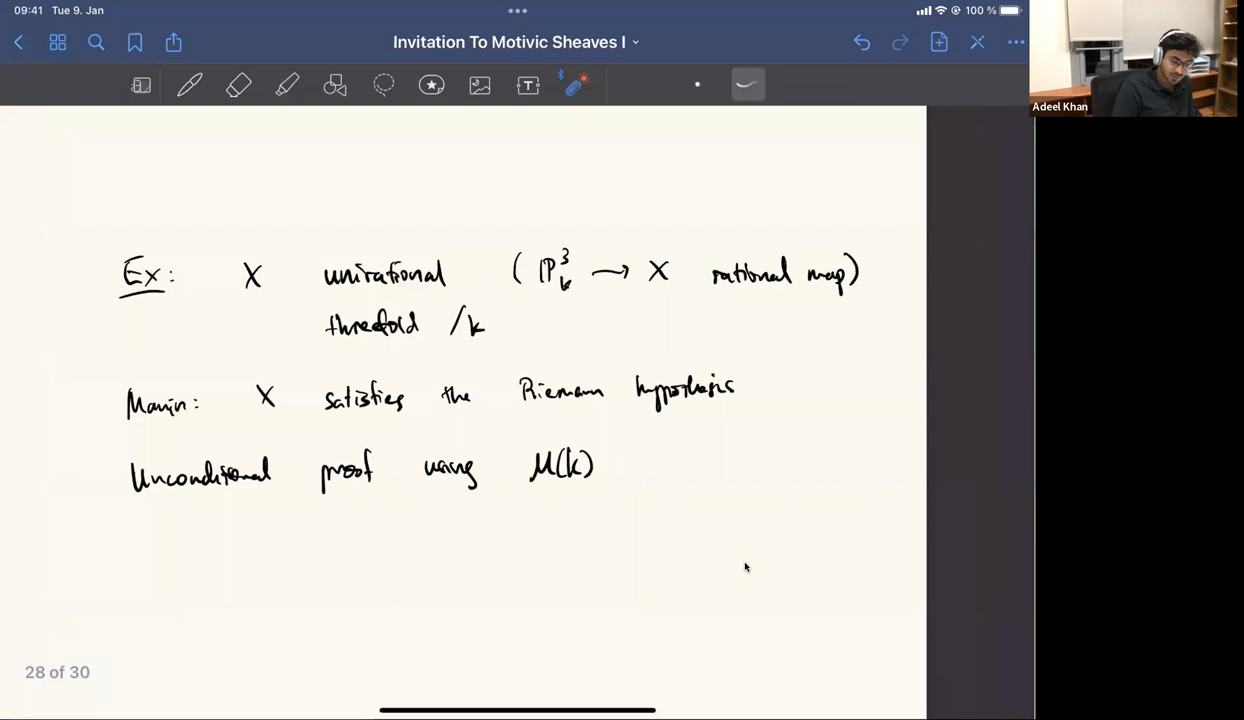 09:41 Tue 9. Jan
100 %
Invitation To Motivic Sheaves I
Adeel Khan
Ex: X unirational ( ℙ³ₖ → X rational map)
threefold /k
Manin: X satisfies the Riemann hypothesis
Unconditional proof using M(k)
28 of 30